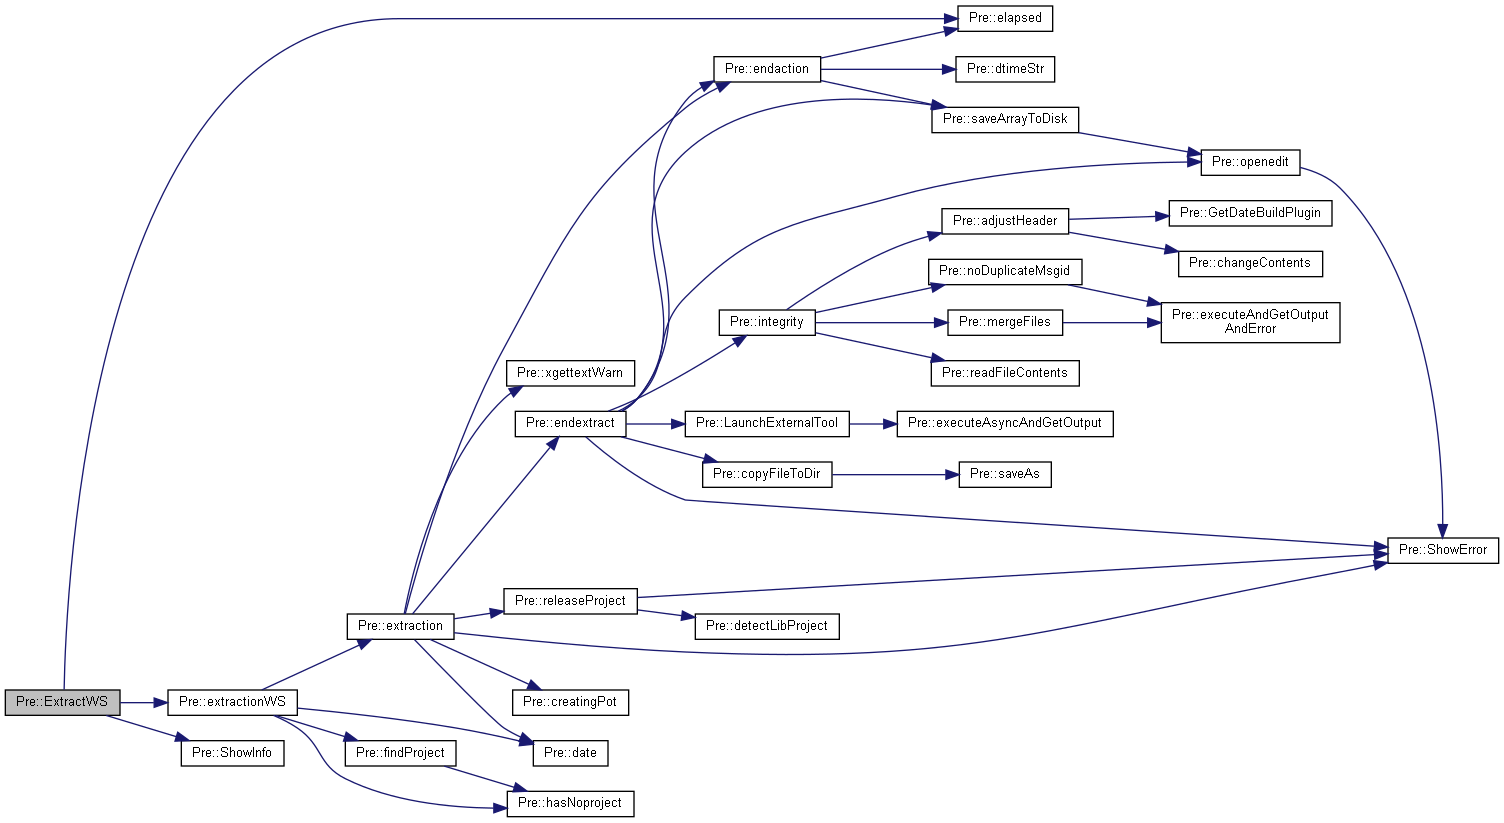 Pre::elapsed
Pre::endaction
Pre::dtimeStr
Pre::saveArrayToDisk
Pre::openedit
Pre::GetDateBuildPlugin
Pre::adjustHeader
Pre::changeContents
Pre::noDuplicateMsgid
Pre::integrity
Pre::mergeFiles
Pre::executeAndGetOutput
AndError
Pre::xgettextWarn
Pre::readFileContents
Pre::endextract
Pre::LaunchExternalTool
Pre::executeAsyncAndGetOutput
Pre::copyFileToDir
Pre::saveAs
Pre::ShowError
Pre::releaseProject
Pre::extraction
Pre::detectLibProject
Pre::ExtractWS
Pre::extractionWS
Pre::creatingPot
Pre::ShowInfo
Pre::findProject
Pre::date
Pre::hasNoproject